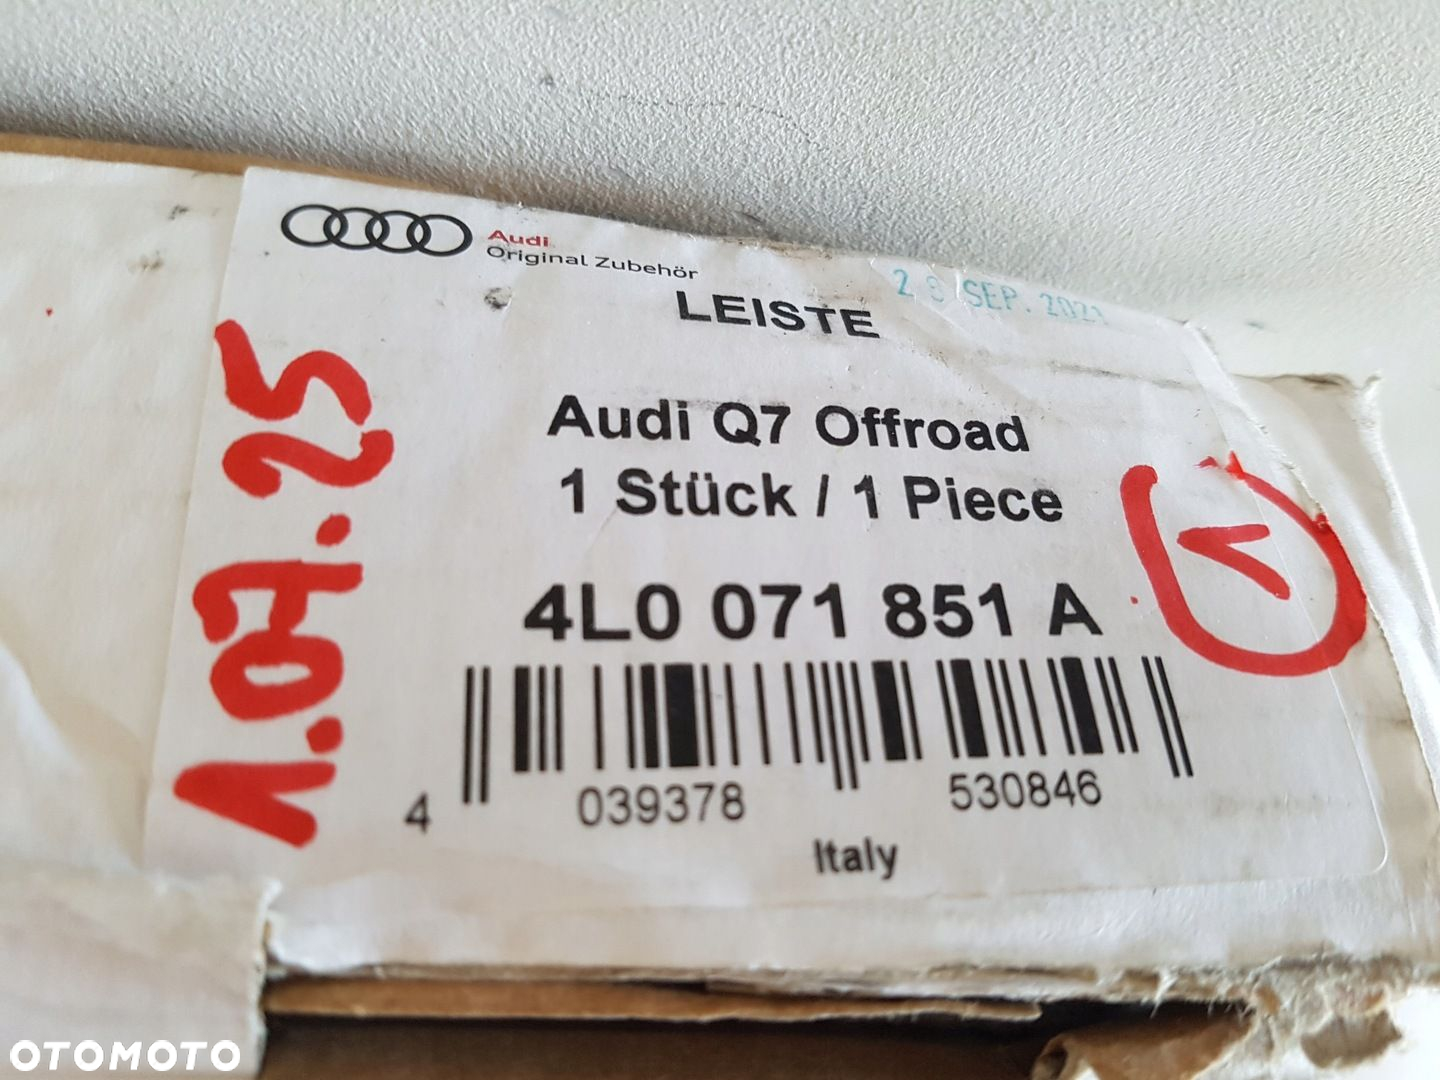 Audi
Original Zubehör
LEISTE
SEP. 2021
Audi Q7 Offroad
1 Stück / 1 Piece
4L0 071 851 A
4 039378 530846
Italy
1.07.25
OTOMOTO